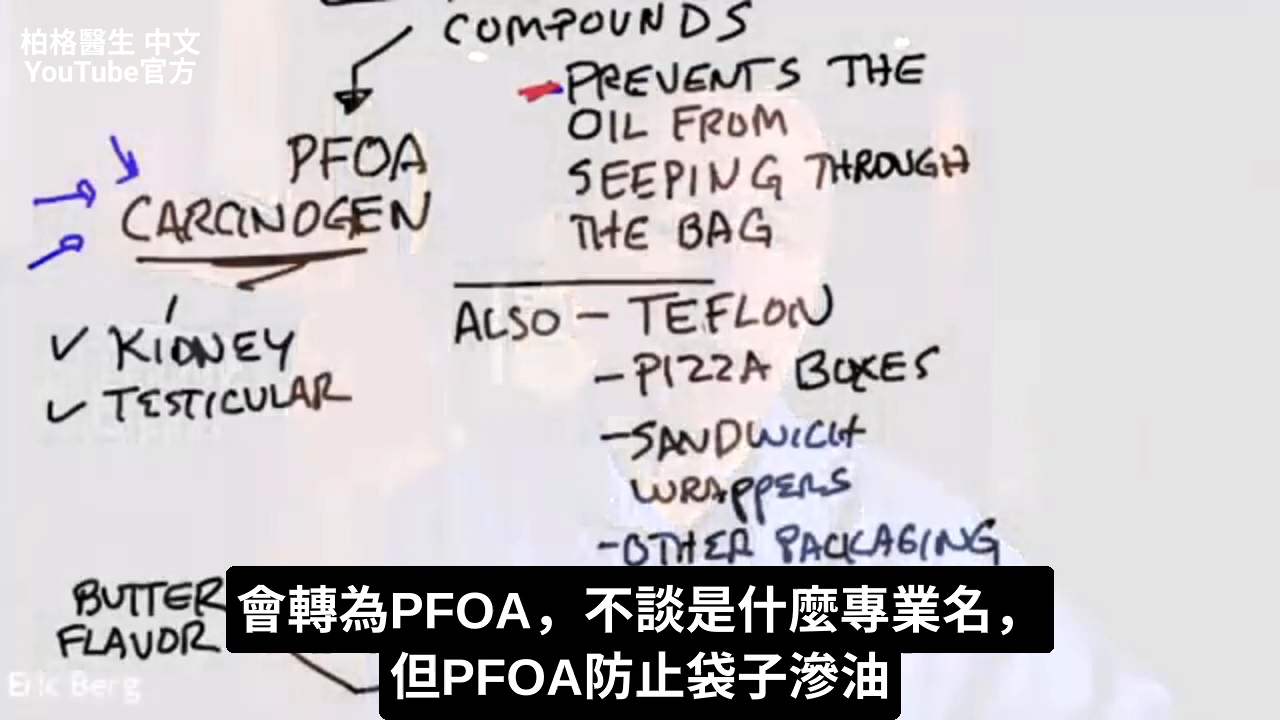 柏格醫生 中文
YouTube官方
COMPOUNDS
PREVENTS THE
OIL FROM
SEEPING THROUGH
THE BAG
PFOA
CARCINOGEN
✓ KIDNEY
✓ TESTICULAR
ALSO - TEFLON
- PIZZA BOXES
- SANDWICH
WRAPPERS
- OTHER PACKAGING
BUTTER
FLAVOR
會轉為PFOA，不談是什麼專業名，
但PFOA防止袋子滲油
Eric Berg